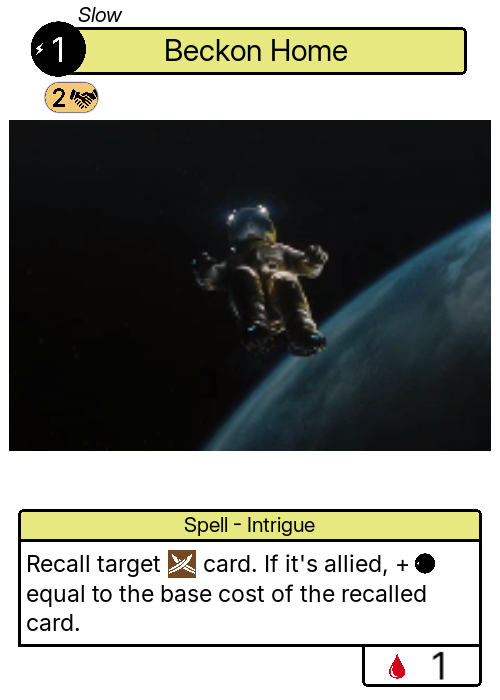 Slow
1 Beckon Home
2
Spell - Intrigue
Recall target card. If it's allied, +
equal to the base cost of the recalled
card.
1